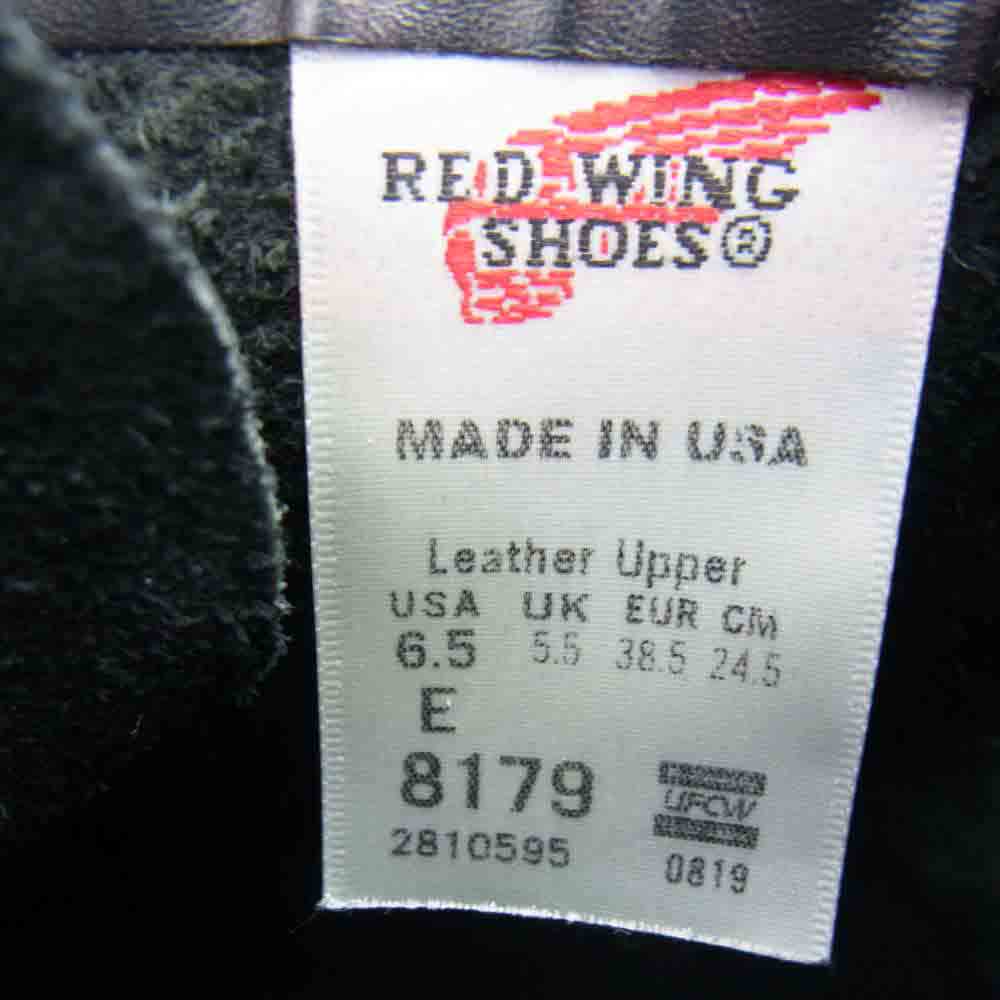 RED WING
SHOES®
MADE IN USA
Leather Upper
USA UK EUR CM
6.5 5.5 38.5 24.5
E
8179
UFCW
2810595
0819